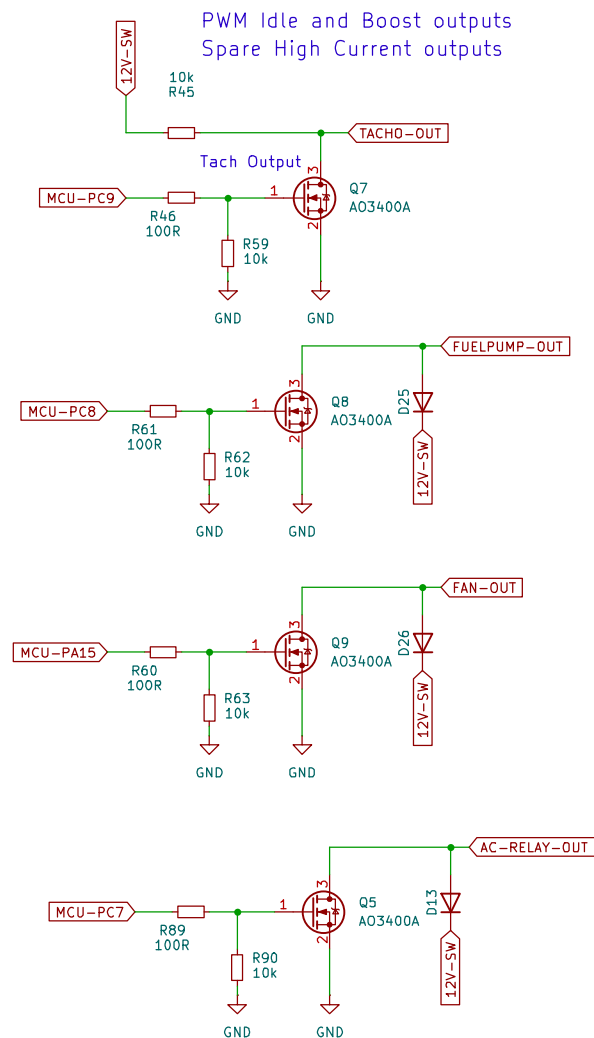 PWM Idle and Boost outputs
Spare High Current outputs
12V-SW
10k
R45
TACHO-OUT
Tach Output
MCU-PC9
R46
100R
1
3
2
Q7
AO3400A
R59
10k
GND
GND
FUELPUMP-OUT
MCU-PC8
R61
100R
1
3
2
Q8
AO3400A
D25
12V-SW
R62
10k
GND
GND
FAN-OUT
MCU-PA15
R60
100R
1
3
2
Q9
AO3400A
D26
12V-SW
R63
10k
GND
GND
AC-RELAY-OUT
MCU-PC7
R89
100R
1
3
2
Q5
AO3400A
D13
12V-SW
R90
10k
GND
GND